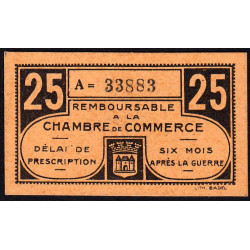 25 A = 33883 25
REMBOURSABLE
A LA
CHAMBRE DE COMMERCE
DÉLAI DE SIX MOIS
PRESCRIPTION APRÈS LA GUERRE